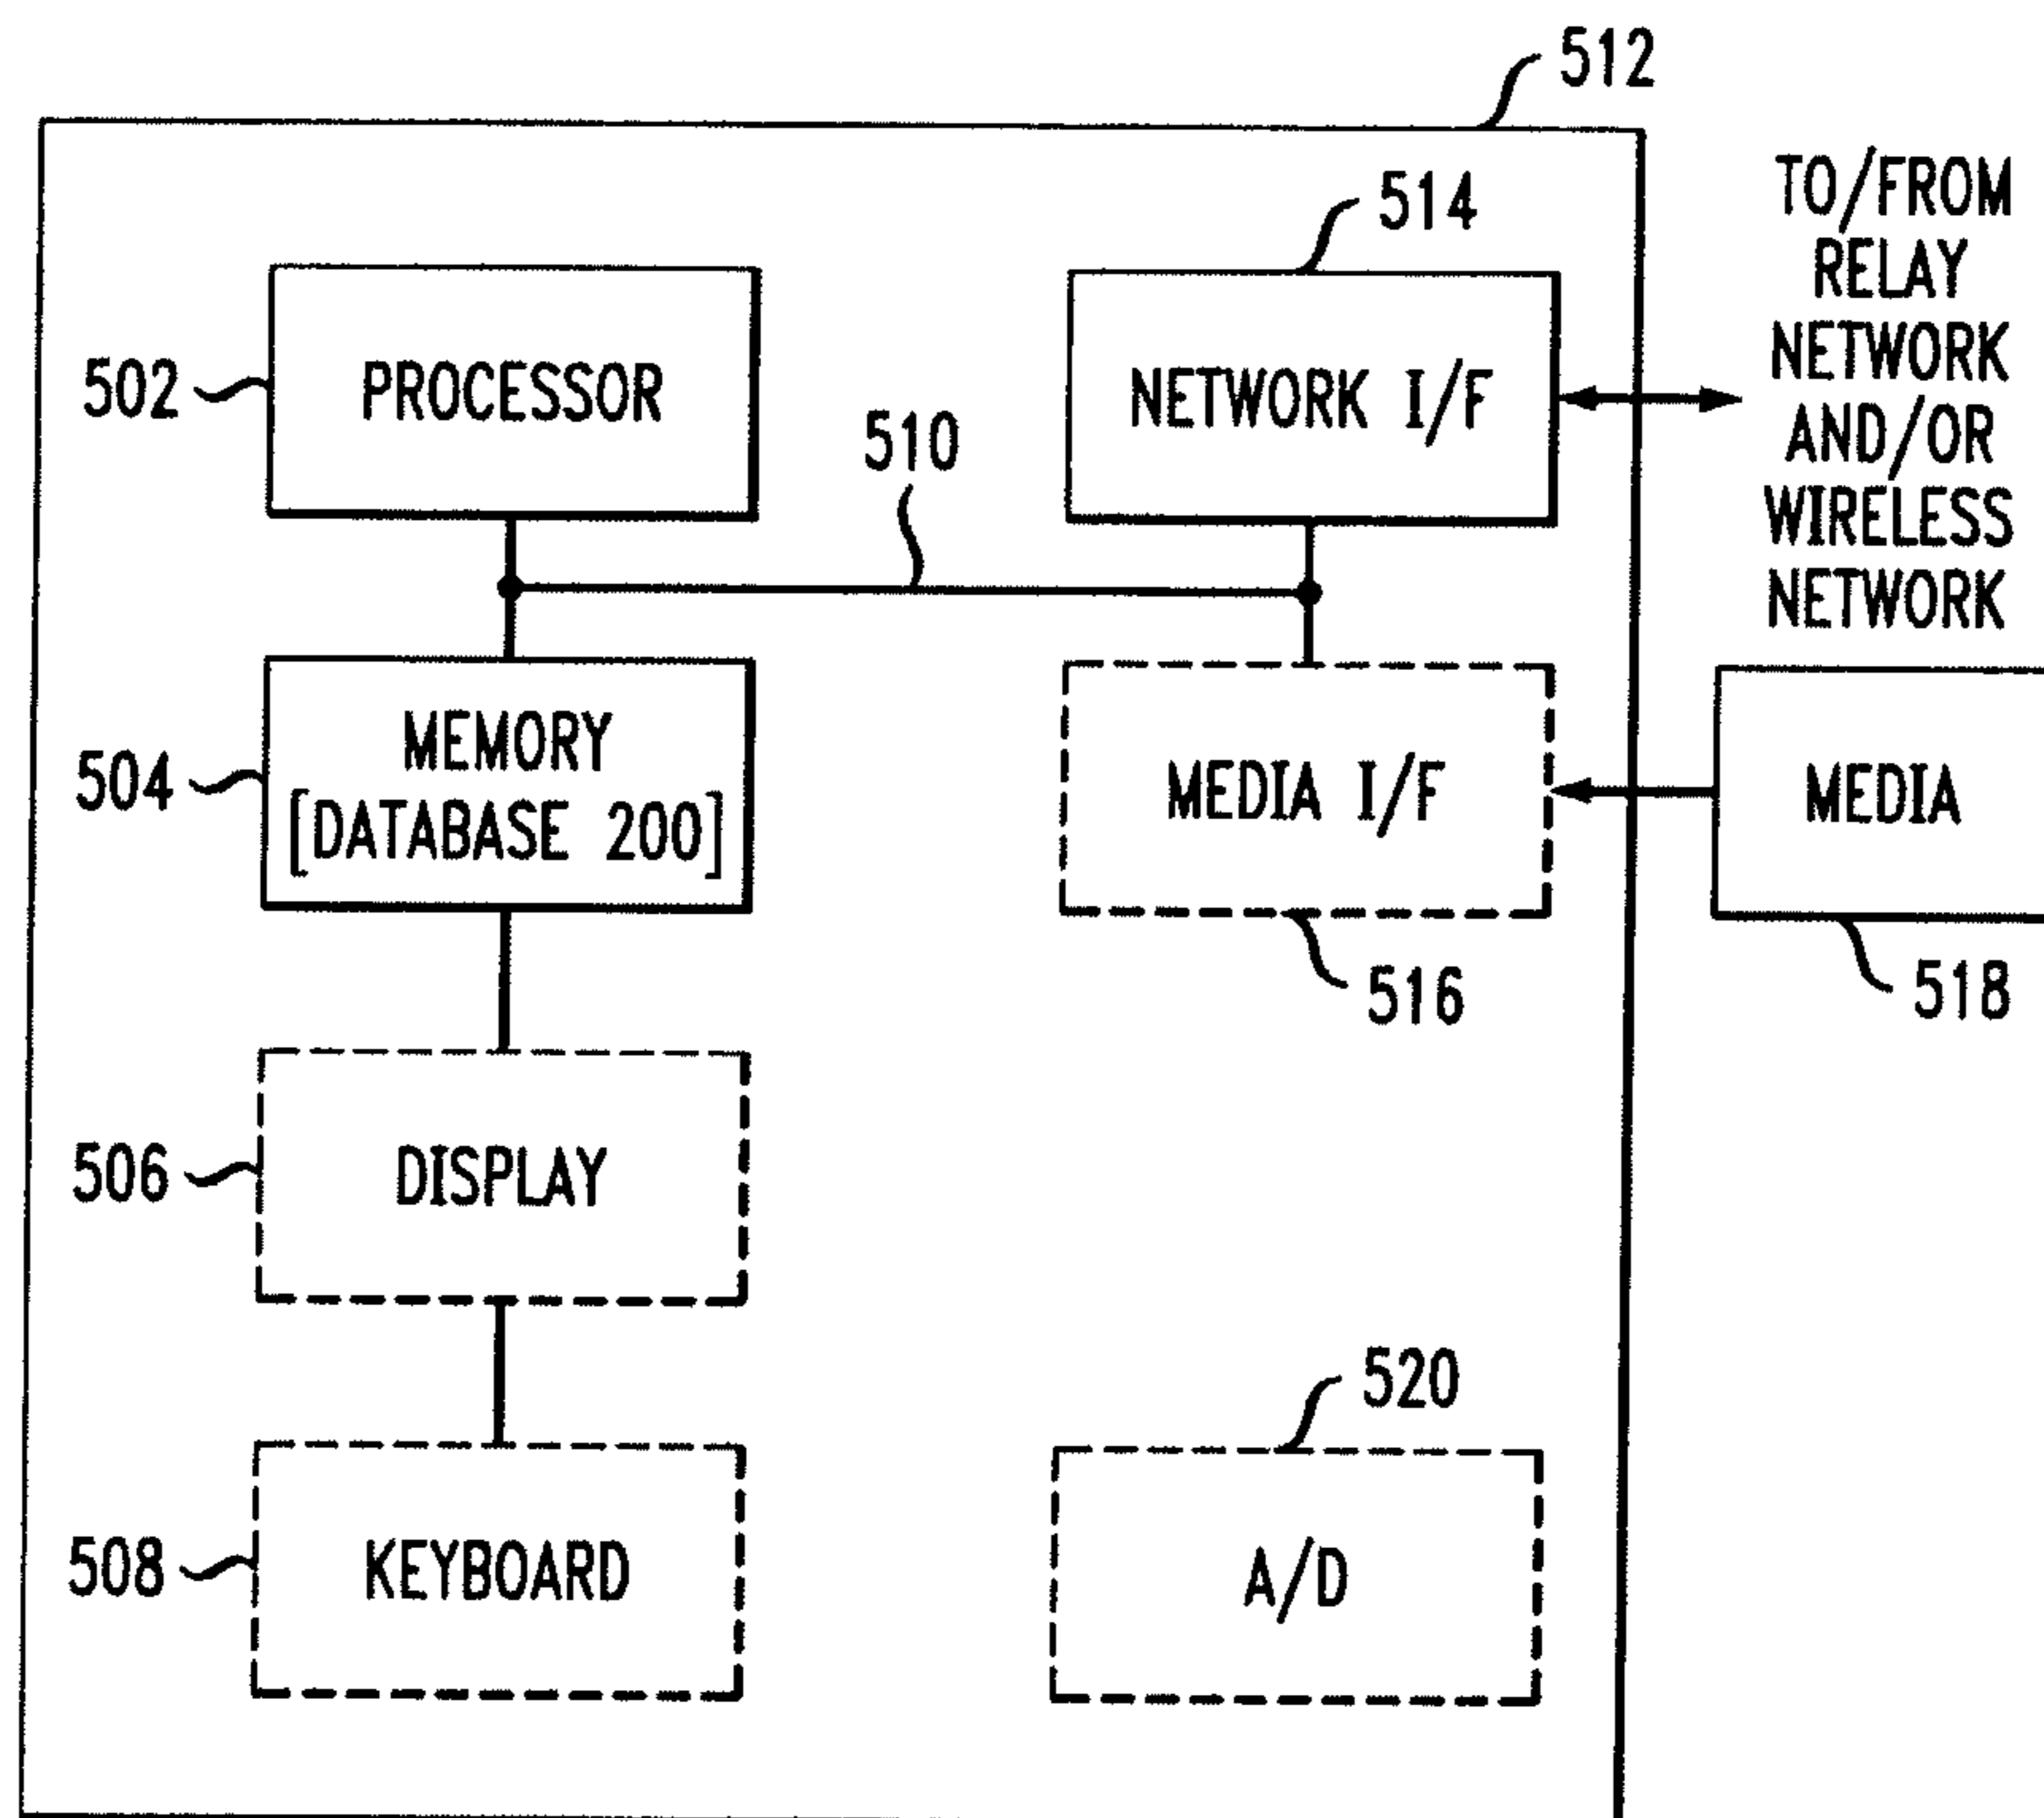 512
514
TO/FROM
RELAY
NETWORK
AND/OR
WIRELESS
NETWORK
502
PROCESSOR
NETWORK I/F
510
504
MEMORY
[DATABASE 200]
MEDIA I/F
MEDIA
516
518
506
DISPLAY
520
508
KEYBOARD
A/D